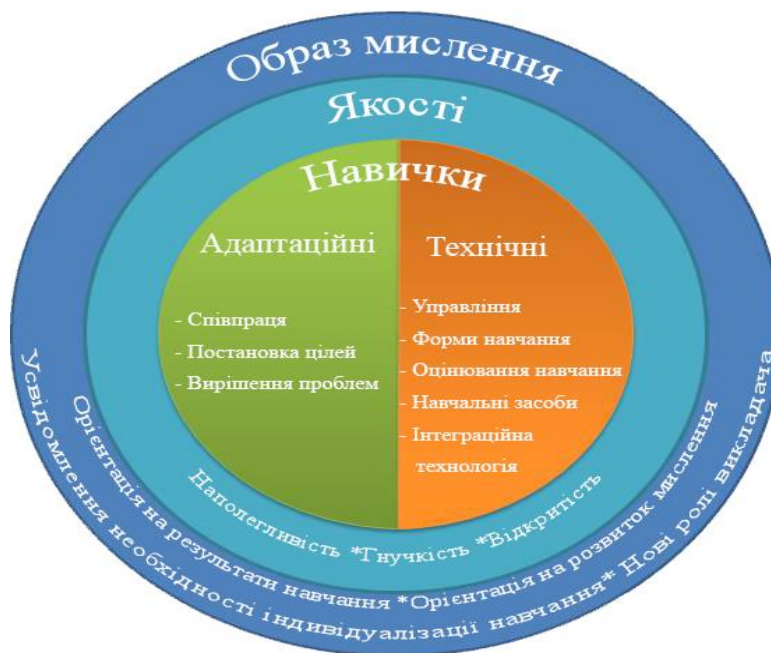 Образ мислення
Якості
Навички
Адаптаційні
- Співпраця
- Постановка цілей
- Вирішення проблем
Технічні
- Управління
- Форми навчання
- Оцінювання навчання
- Навчальні засоби
- Інтеграційна
технологія
Наполегливість *Гнучкість *Відкритість
Орієнтація на результати навчання *Орієнтація на розвиток мислення
Усвідомлення необхідності індивідуалізації навчання* Нові ролі викладача